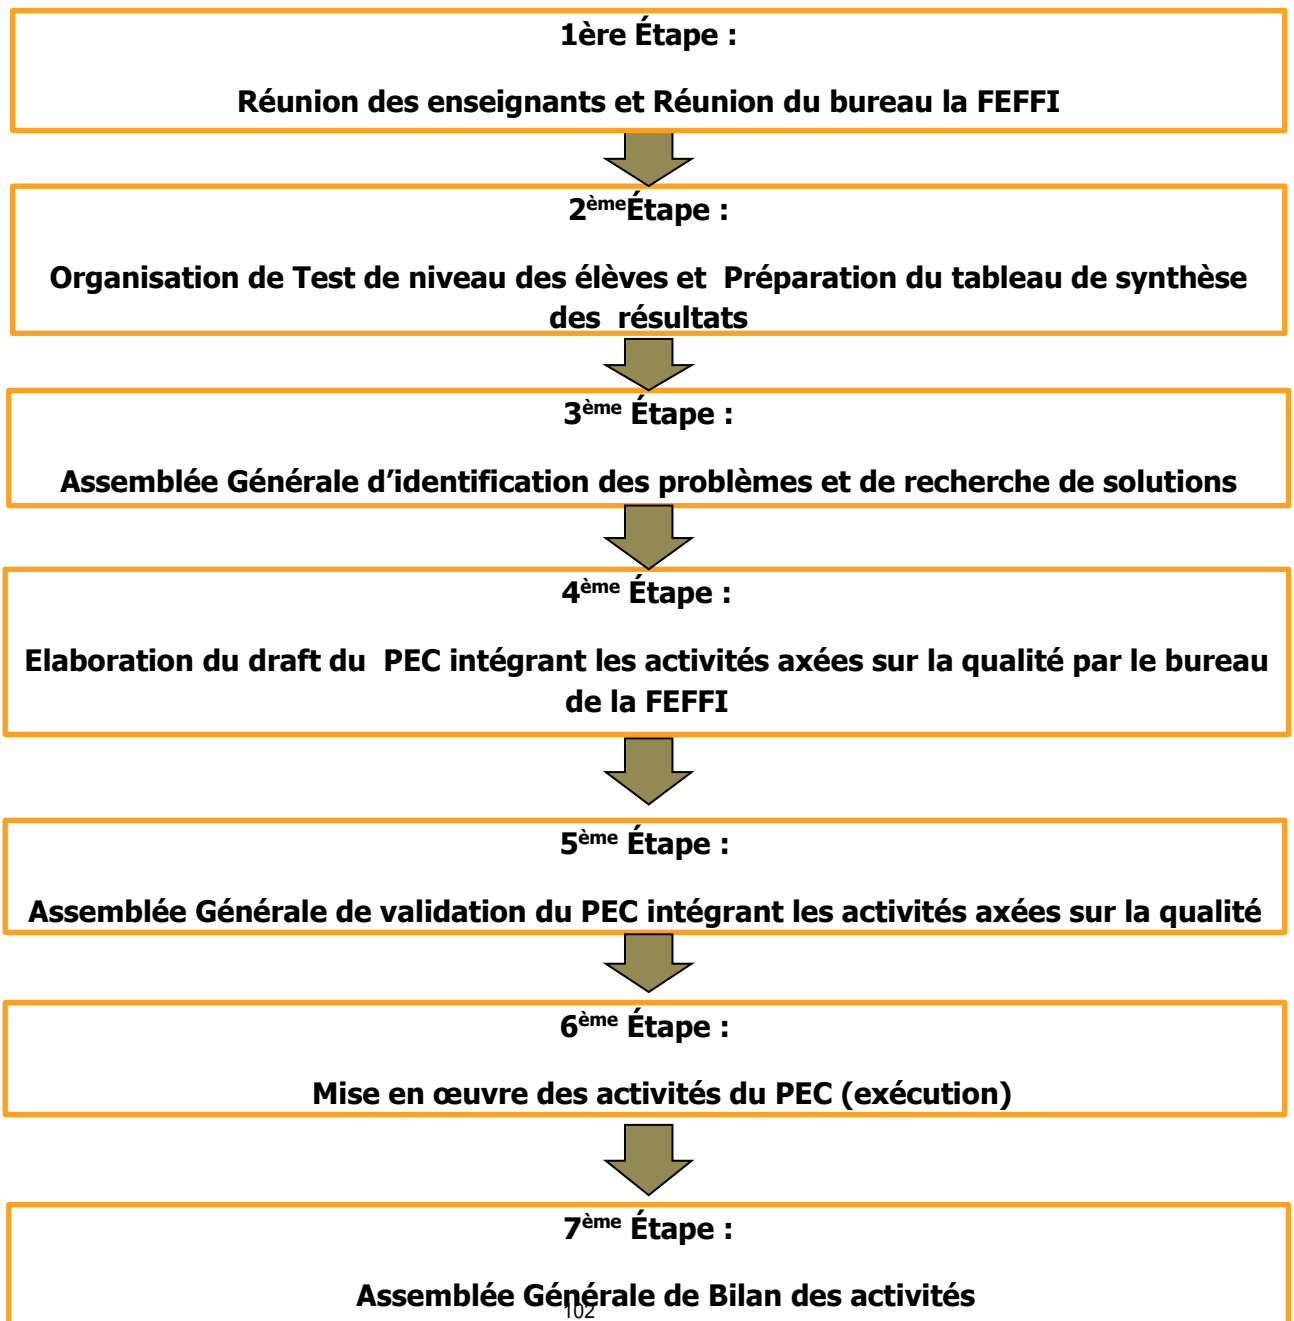 1ère Étape :
Réunion des enseignants et Réunion du bureau la FEFFI
2èmeÉtape :
Organisation de Test de niveau des élèves et  Préparation du tableau de synthèse
des  résultats
3ème Étape :
Assemblée Générale d’identification des problèmes et de recherche de solutions
4ème Étape :
Elaboration du draft du  PEC intégrant les activités axées sur la qualité par le bureau
de la FEFFI
5ème Étape :
Assemblée Générale de validation du PEC intégrant les activités axées sur la qualité
6ème Étape :
Mise en œuvre des activités du PEC (exécution)
7ème Étape :
Assemblée Générale de Bilan des activités
102